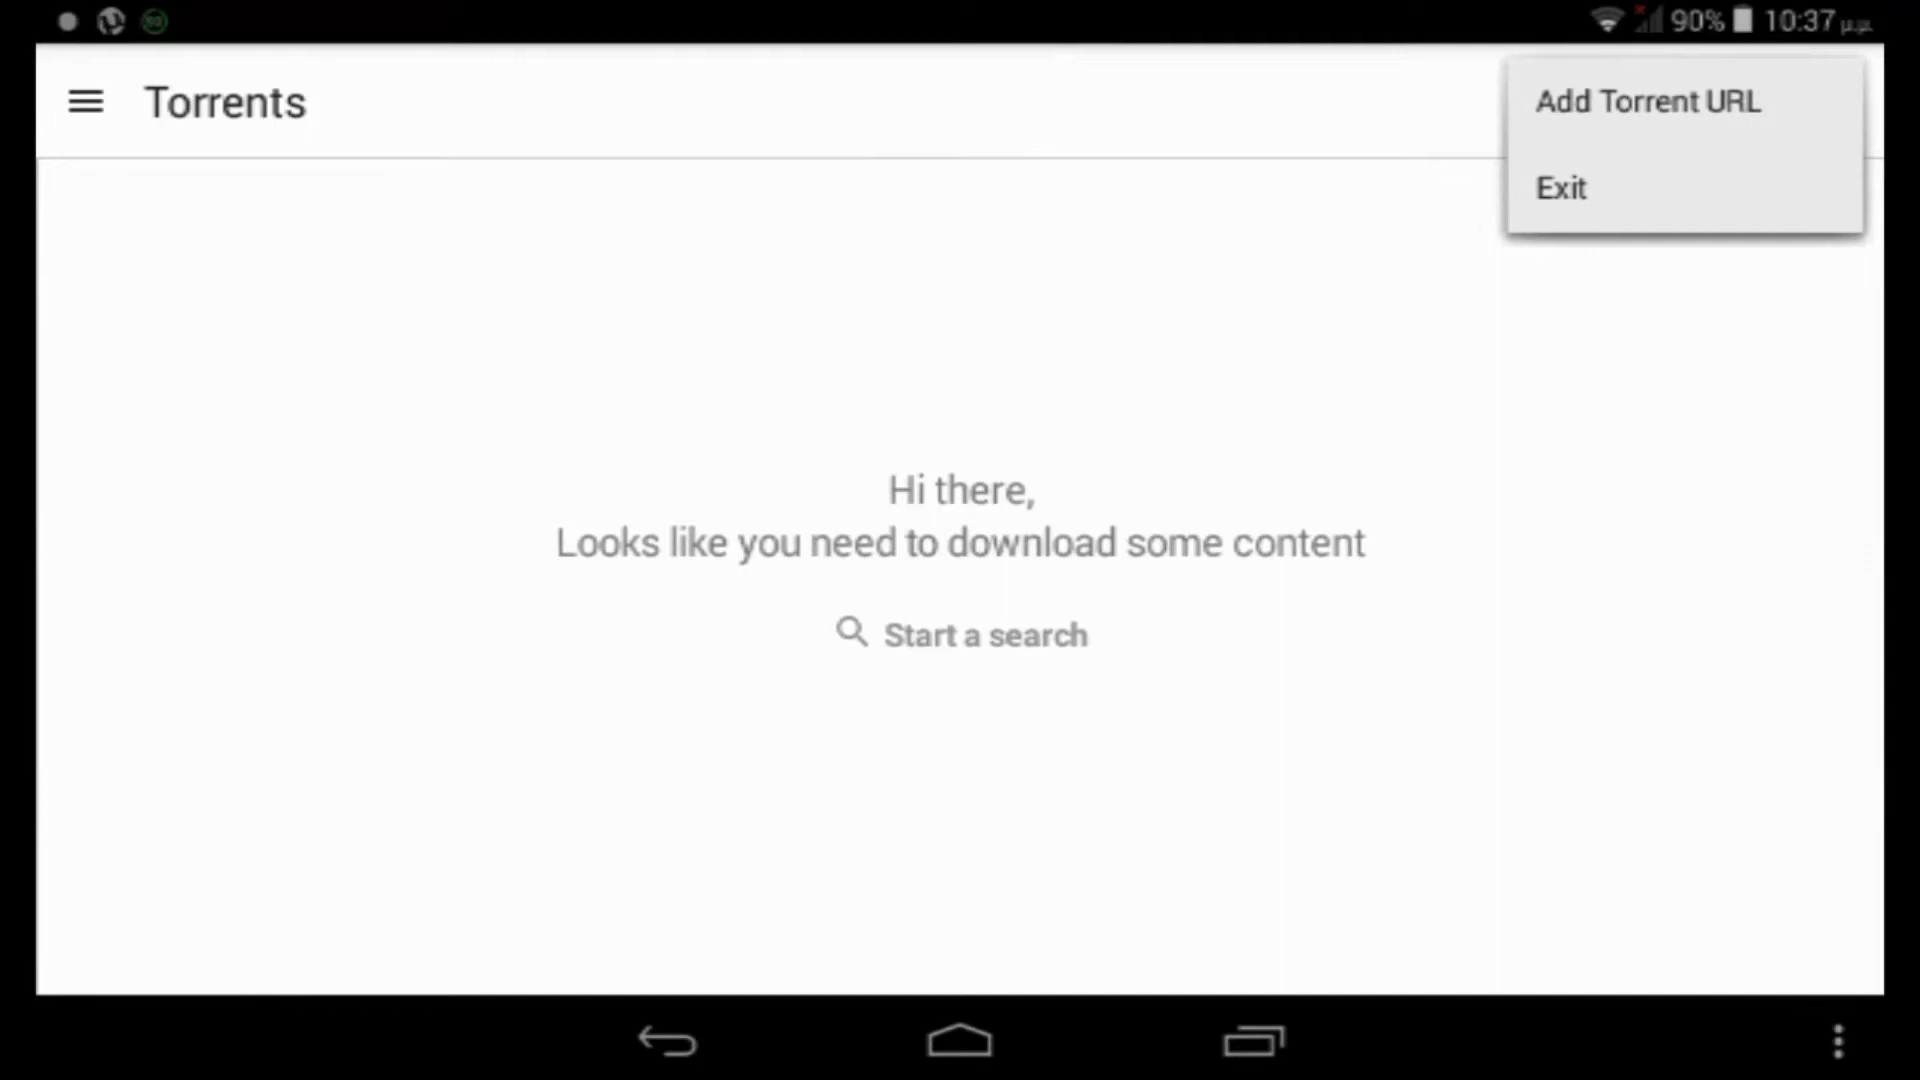 90% 10:37 μ.μ.
Torrents
Add Torrent URL
Exit
Hi there,
Looks like you need to download some content
Start a search